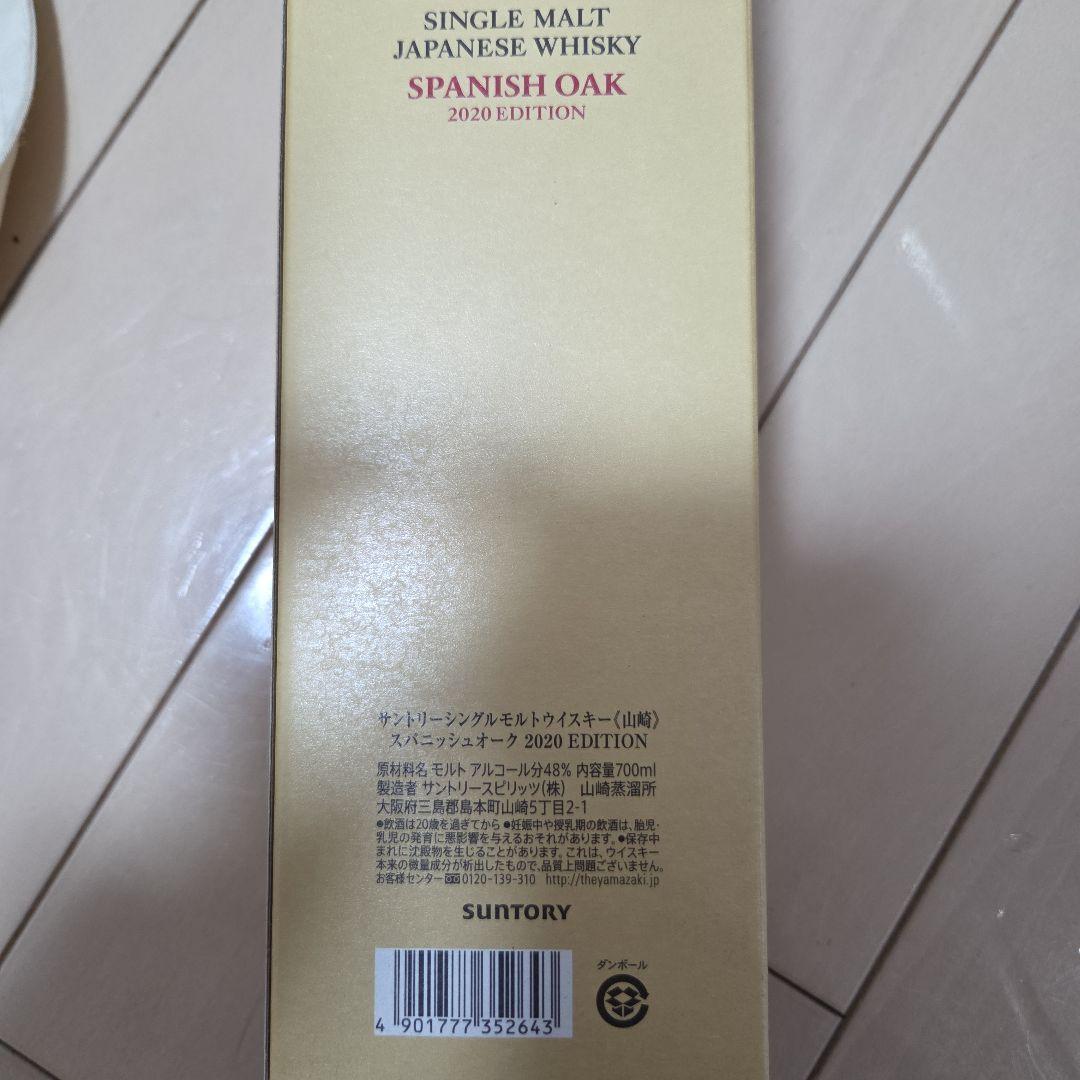 SINGLE MALT
JAPANESE WHISKY
SPANISH OAK
2020 EDITION
サントリーシングルモルトウイスキー《山崎》
スパニッシュオーク 2020 EDITION
原材料名 モルト アルコール分48% 内容量700ml
製造者 サントリースピリッツ(株) 山崎蒸溜所
大阪府三島郡島本町山崎5丁目2-1
●飲酒は20歳を過ぎてから ●妊娠中や授乳期の飲酒は、胎児・
乳児の発育に悪影響を与えるおそれがあります。●保存中
まれに沈殿物を生じることがあります。これは、ウイスキー
本来の微量成分が析出したもので、品質上問題ございません。
お客様センター 0120-139-310 http://theyamazaki.jp
SUNTORY
ダンボール
4 901777 352643